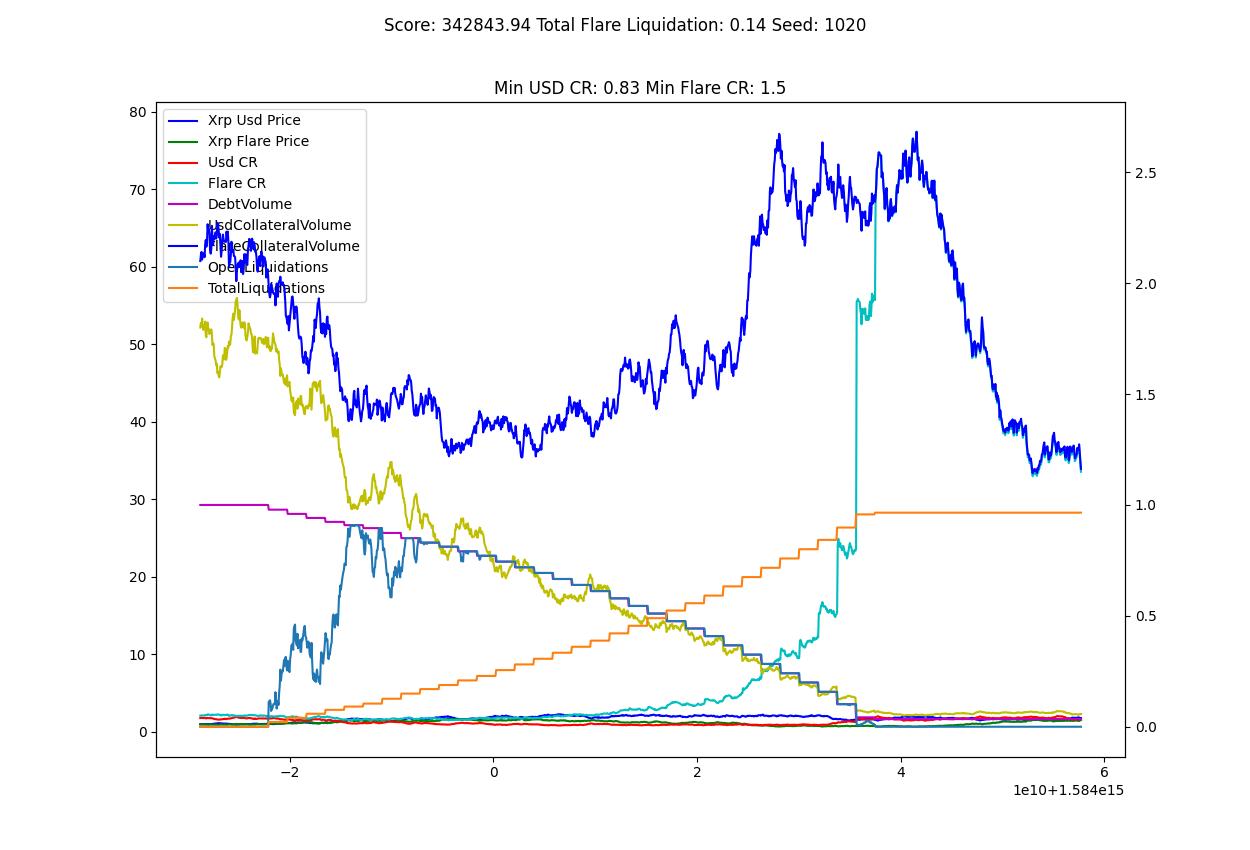 Score: 342843.94 Total Flare Liquidation: 0.14 Seed: 1020
Min USD CR: 0.83 Min Flare CR: 1.5
80
70
60
50
40
30
20
10
0
Xrp Usd Price
Xrp Flare Price
Usd CR
Flare CR
DebtVolume
UsdCollateralVolume
FlareCollateralVolume
OpenLiquidations
TotalLiquidations
2.5
2.0
1.5
1.0
0.5
0.0
−2 0 2 4 6
1e10+1.584e15